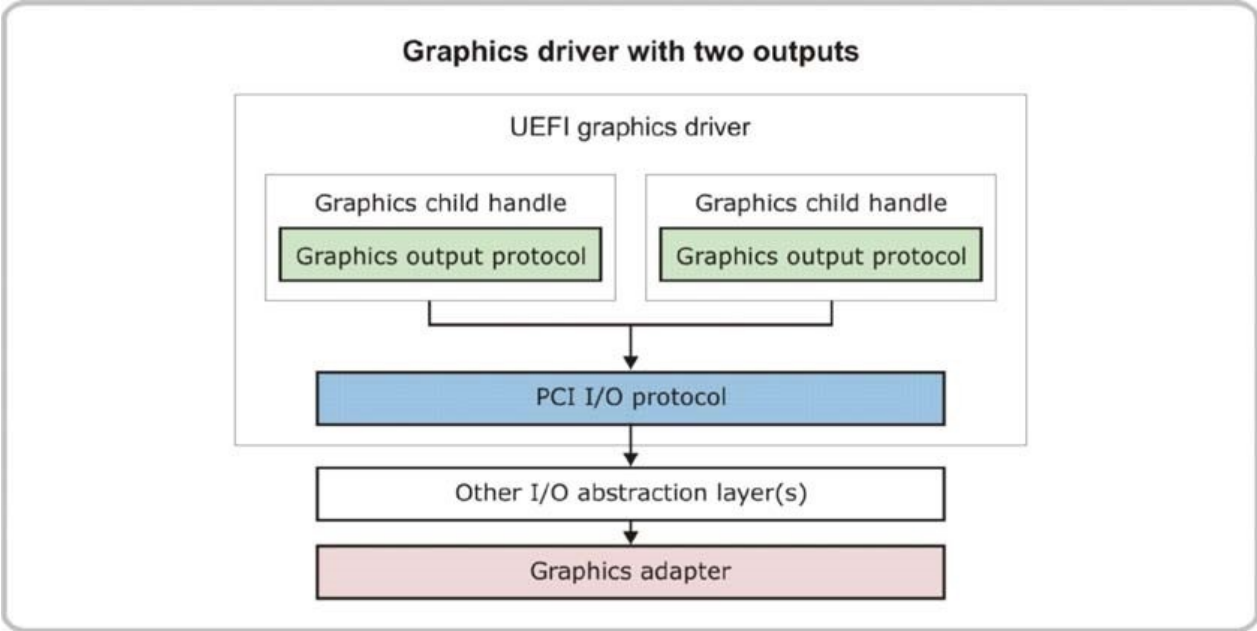 Graphics driver with two outputs
UEFI graphics driver
Graphics child handle
Graphics output protocol
Graphics child handle
Graphics output protocol
PCI I/O protocol
Other I/O abstraction layer(s)
Graphics adapter